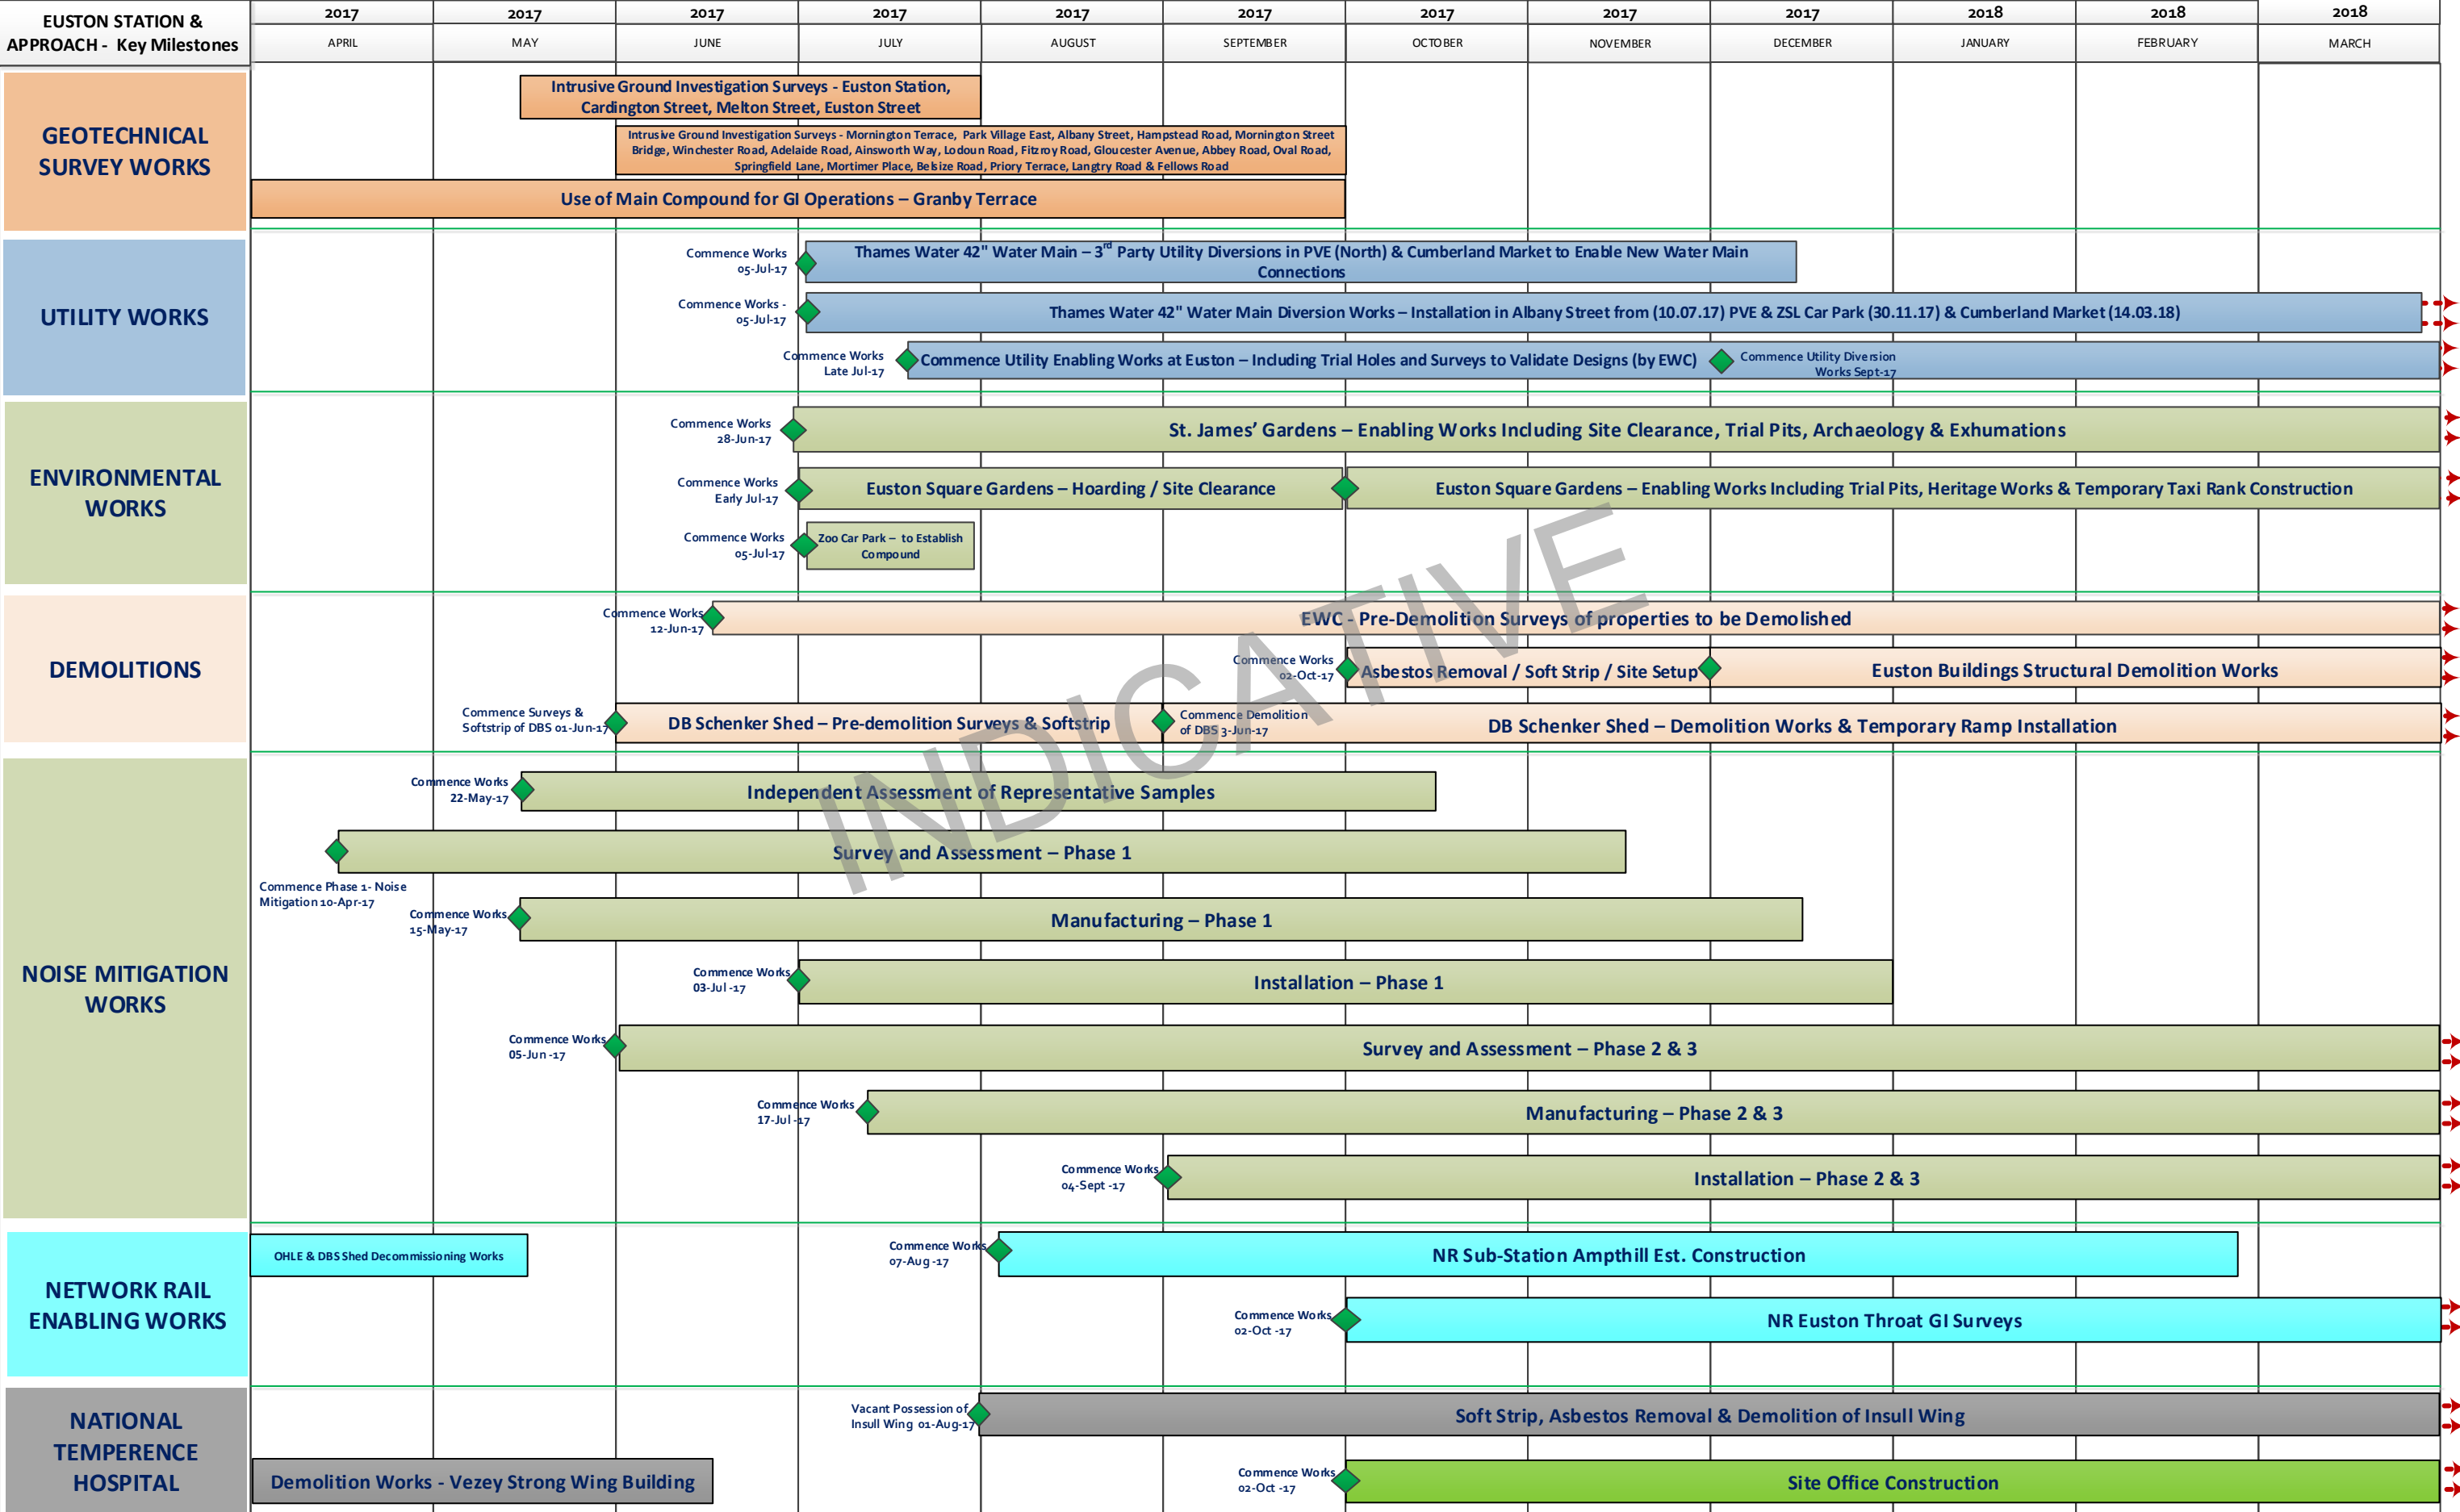 EUSTON STATION &
APPROACH - Key Milestones
2017 2017 2017 2017 2017 2017 2017 2017 2017 2018 2018 2018
APRIL MAY JUNE JULY AUGUST SEPTEMBER OCTOBER NOVEMBER DECEMBER JANUARY FEBRUARY MARCH
GEOTECHNICAL
SURVEY WORKS
Intrusive Ground Investigation Surveys - Euston Station,
Cardington Street, Melton Street, Euston Street
Intrusive Ground Investigation Surveys - Mornington Terrace, Park Village East, Albany Street, Hampstead Road, Mornington Street
Bridge, Winchester Road, Adelaide Road, Ainsworth Way, Lodoun Road, Fitzroy Road, Gloucester Avenue, Abbey Road, Oval Road,
Springfield Lane, Mortimer Place, Belsize Road, Priory Terrace, Langtry Road & Fellows Road
Use of Main Compound for GI Operations – Granby Terrace
UTILITY WORKS
Commence Works
05-Jul-17
Thames Water 42" Water Main – 3rd Party Utility Diversions in PVE (North) & Cumberland Market to Enable New Water Main
Connections
Commence Works -
05-Jul-17
Thames Water 42" Water Main Diversion Works – Installation in Albany Street from (10.07.17) PVE & ZSL Car Park (30.11.17) & Cumberland Market (14.03.18)
Commence Works
Late Jul-17
Commence Utility Enabling Works at Euston – Including Trial Holes and Surveys to Validate Designs (by EWC)
Commence Utility Diversion
Works Sept-17
ENVIRONMENTAL
WORKS
Commence Works
28-Jun-17
St. James’ Gardens – Enabling Works Including Site Clearance, Trial Pits, Archaeology & Exhumations
Commence Works
Early Jul-17
Euston Square Gardens – Hoarding / Site Clearance
Euston Square Gardens – Enabling Works Including Trial Pits, Heritage Works & Temporary Taxi Rank Construction
Commence Works
05-Jul-17
Zoo Car Park – to Establish
Compound
DEMOLITIONS
Commence Works
12-Jun-17
EWC - Pre-Demolition Surveys of properties to be Demolished
Commence Works
02-Oct-17
Asbestos Removal / Soft Strip / Site Setup
Euston Buildings Structural Demolition Works
Commence Surveys &
Softstrip of DBS 01-Jun-17
DB Schenker Shed – Pre-demolition Surveys & Softstrip
Commence Demolition
of DBS 3-Jun-17
DB Schenker Shed – Demolition Works & Temporary Ramp Installation
INDICATIVE
NOISE MITIGATION
WORKS
Commence Works
22-May-17
Independent Assessment of Representative Samples
Survey and Assessment – Phase 1
Commence Phase 1- Noise
Mitigation 10-Apr-17
Commence Works
15-May-17
Manufacturing – Phase 1
Commence Works
03-Jul -17
Installation – Phase 1
Commence Works
05-Jun -17
Survey and Assessment – Phase 2 & 3
Commence Works
17-Jul -17
Manufacturing – Phase 2 & 3
Commence Works
04-Sept -17
Installation – Phase 2 & 3
NETWORK RAIL
ENABLING WORKS
OHLE & DBS Shed Decommissioning Works
Commence Works
07-Aug -17
NR Sub-Station Ampthill Est. Construction
Commence Works
02-Oct -17
NR Euston Throat GI Surveys
NATIONAL
TEMPERENCE
HOSPITAL
Vacant Possession of
Insull Wing 01-Aug-17
Soft Strip, Asbestos Removal & Demolition of Insull Wing
Demolition Works - Vezey Strong Wing Building
Commence Works
02-Oct -17
Site Office Construction